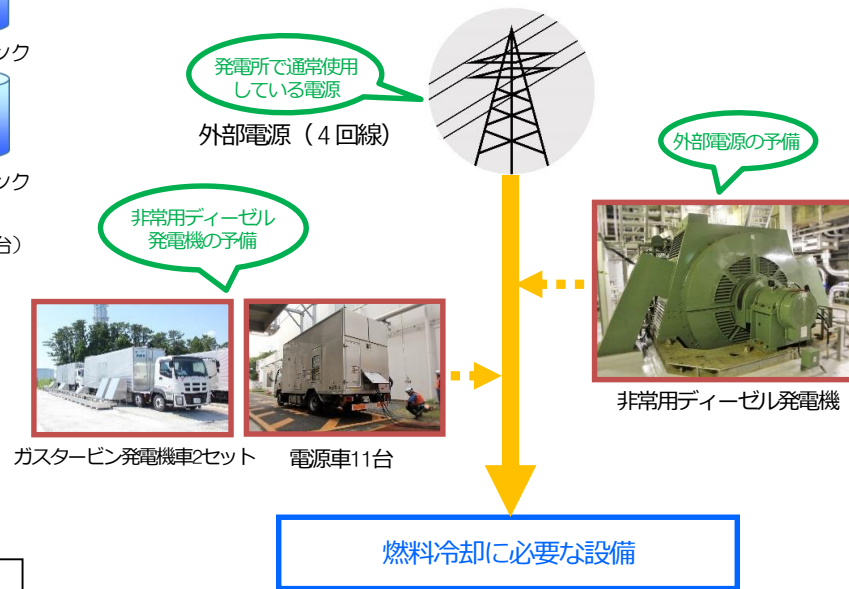 ック
ック
台）
発電所で通常使用
している電源
外部電源（４回線）
外部電源の予備
非常用ディーゼル
発電機の予備
非常用ディーゼル発電機
ガスタービン発電機車2セット
電源車11台
燃料冷却に必要な設備